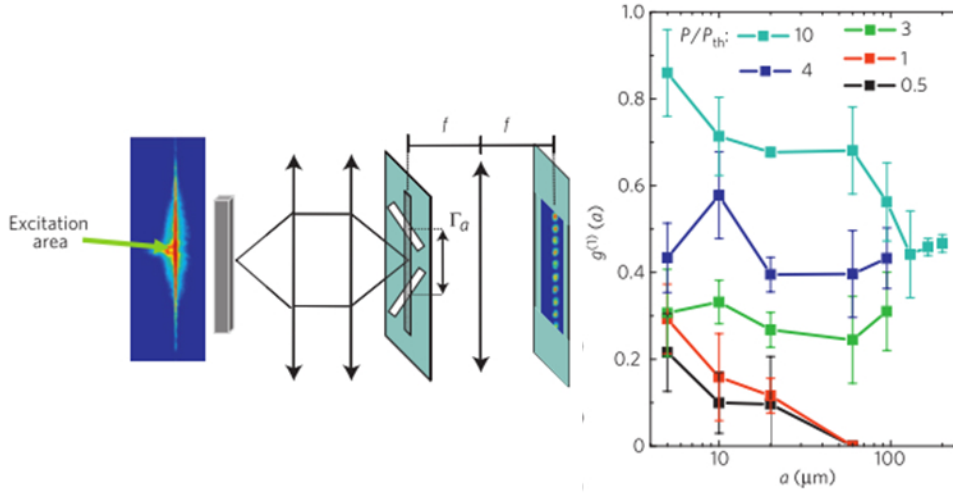 Excitation
area
f f
Γa
P/Pth: 10 3
4 1
0.5
1.0
0.8
0.6
0.4
0.2
0
g(1) (a)
10 100
a (μm)